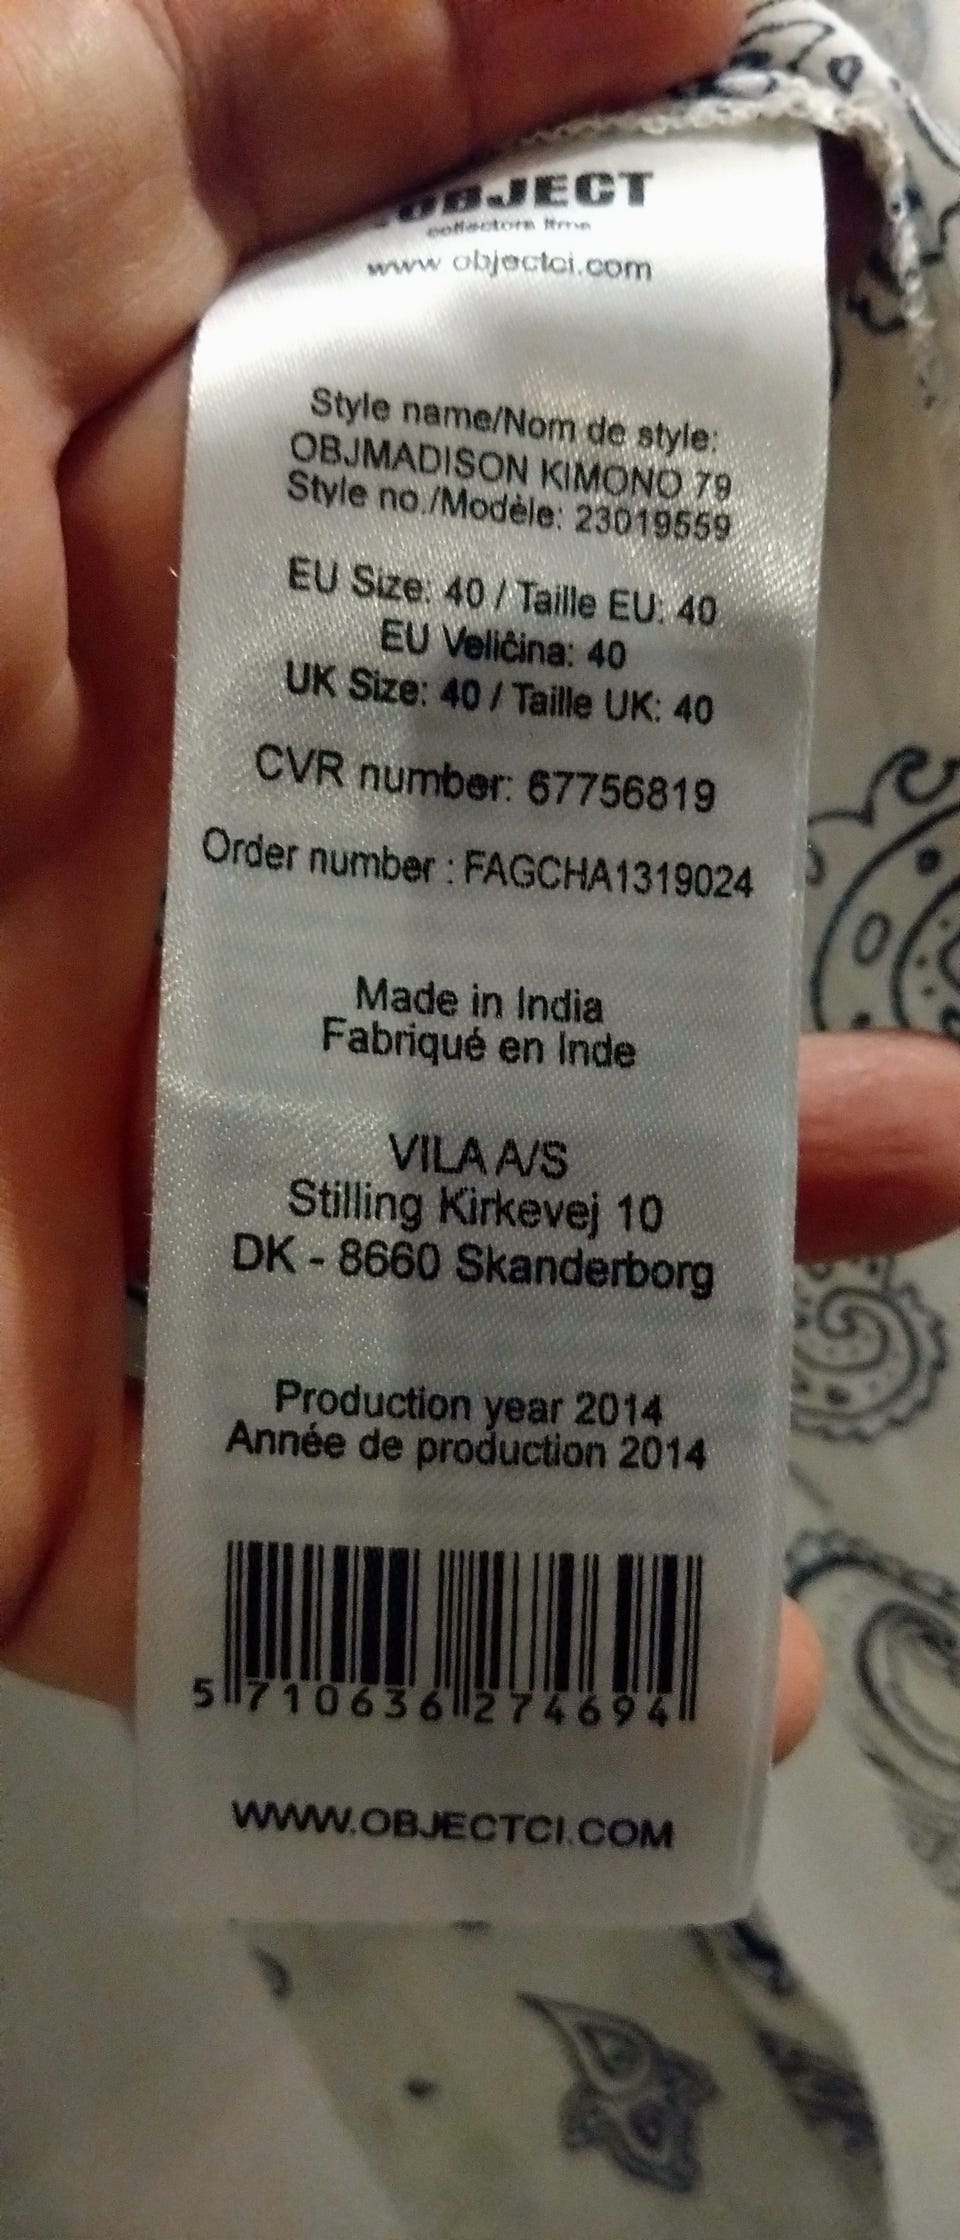 OBJECT
collectors itme
www objectci.com
Style name/Nom de style:
OBJMADISON KIMONO 79
Style no./Modèle: 23019559
EU Size: 40 / Taille EU: 40
EU Veličina: 40
UK Size: 40 / Taille UK: 40
CVR number: 67756819
Order number : FAGCHA1319024
Made in India
Fabriqué en Inde
VILA A/S
Stilling Kirkevej 10
DK - 8660 Skanderborg
Production year 2014
Année de production 2014
5 710636 274694
WWW.OBJECTCI.COM